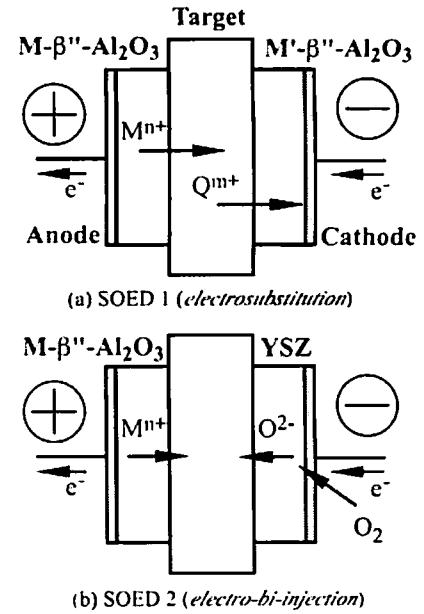 Target
M-β"-Al₂O₃ M'-β"-Al₂O₃
+ −
Mⁿ⁺
Qᵐ⁺
e⁻ e⁻
Anode Cathode
(a) SOED 1 (electrosubstitution)
M-β"-Al₂O₃ YSZ
+ −
Mⁿ⁺ O²⁻
e⁻ e⁻
O₂
(b) SOED 2 (electro-bi-injection)